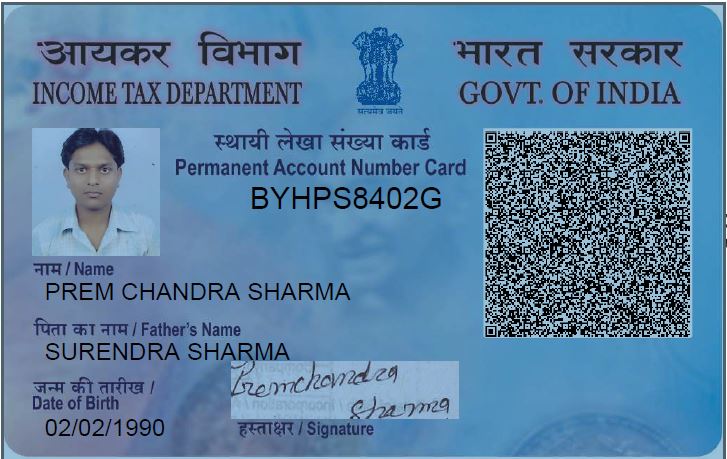 आयकर विभाग
INCOME TAX DEPARTMENT
सत्यमेव जयते
भारत सरकार
GOVT. OF INDIA
स्थायी लेखा संख्या कार्ड
Permanent Account Number Card
BYHPS8402G
नाम / Name
PREM CHANDRA SHARMA
पिता का नाम / Father's Name
SURENDRA SHARMA
जन्म की तारीख /
Date of Birth
02/02/1990
Premchandra
Sharma
हस्ताक्षर / Signature